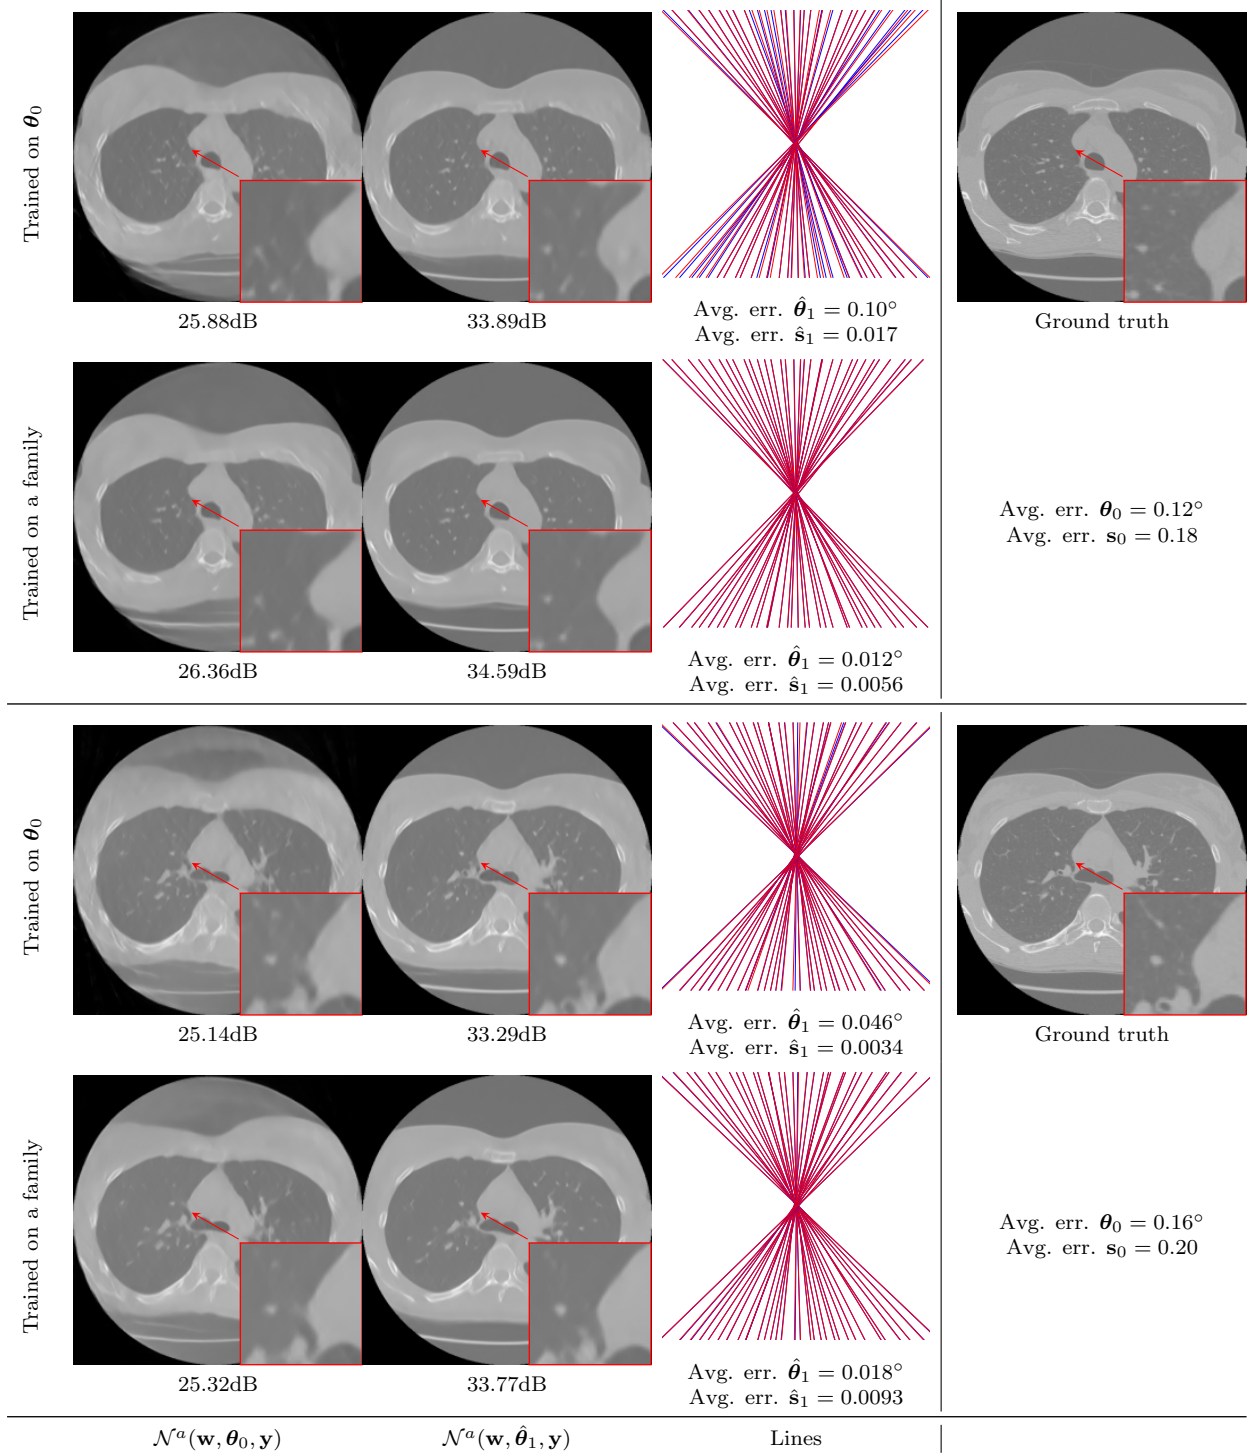 Trained on θ₀
25.88dB
33.89dB
Avg. err. θ̂₁ = 0.10°
Avg. err. ŝ₁ = 0.017
Ground truth
Trained on a family
26.36dB
34.59dB
Avg. err. θ̂₁ = 0.012°
Avg. err. ŝ₁ = 0.0056
Avg. err. θ₀ = 0.12°
Avg. err. s₀ = 0.18
Trained on θ₀
25.14dB
33.29dB
Avg. err. θ̂₁ = 0.046°
Avg. err. ŝ₁ = 0.0034
Ground truth
Trained on a family
25.32dB
33.77dB
Avg. err. θ̂₁ = 0.018°
Avg. err. ŝ₁ = 0.0093
Avg. err. θ₀ = 0.16°
Avg. err. s₀ = 0.20
𝒩ᵃ(w, θ₀, y)
𝒩ᵃ(w, θ̂₁, y)
Lines